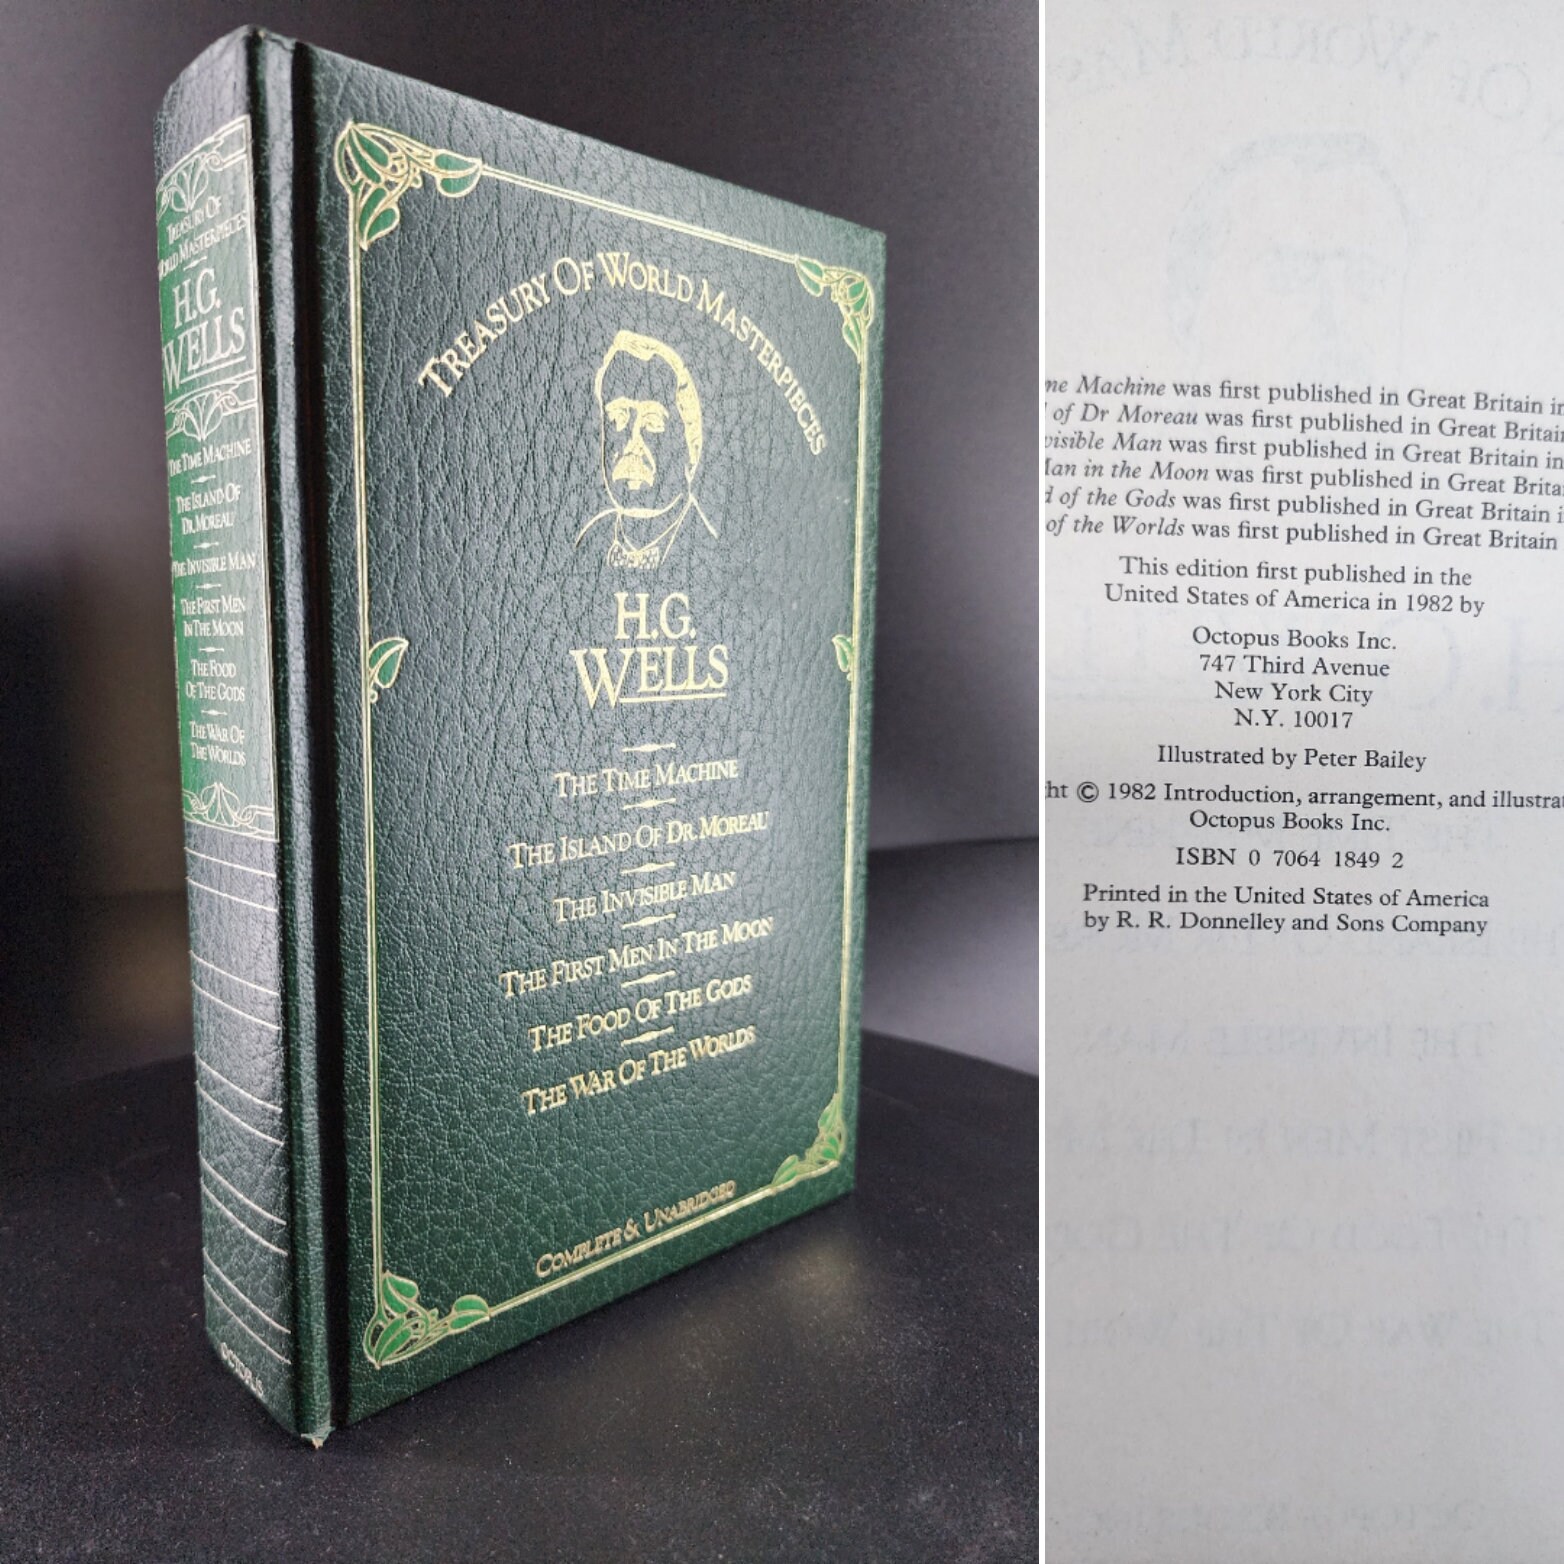 TREASURY OF
WORLD MASTERPIECES
H.G.
WELLS
THE TIME MACHINE
THE ISLAND OF
DR. MOREAU
THE INVISIBLE MAN
THE FIRST MEN
IN THE MOON
THE FOOD
OF THE GODS
THE WAR OF
THE WORLDS
OCTOPUS
TREASURY OF WORLD MASTERPIECES
H.G.
WELLS
THE TIME MACHINE
THE ISLAND OF DR. MOREAU
THE INVISIBLE MAN
THE FIRST MEN IN THE MOON
THE FOOD OF THE GODS
THE WAR OF THE WORLDS
COMPLETE & UNABRIDGED
me Machine was first published in Great Britain in
of Dr Moreau was first published in Great Britain
visible Man was first published in Great Britain in
Man in the Moon was first published in Great Britai
d of the Gods was first published in Great Britain i
of the Worlds was first published in Great Britain
This edition first published in the
United States of America in 1982 by
Octopus Books Inc.
747 Third Avenue
New York City
N.Y. 10017
Illustrated by Peter Bailey
ht © 1982 Introduction, arrangement, and illustrat
Octopus Books Inc.
ISBN 0 7064 1849 2
Printed in the United States of America
by R. R. Donnelley and Sons Company